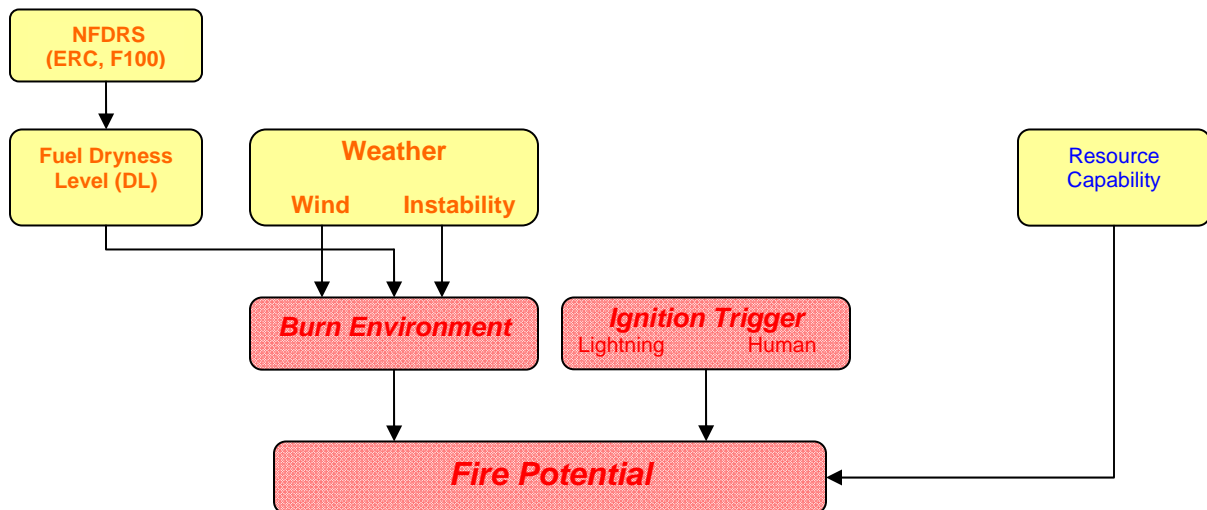 NFDRS
(ERC, F100)
Fuel Dryness
Level (DL)
Weather
Wind Instability
Resource
Capability
Burn Environment
Ignition Trigger
Lightning Human
Fire Potential